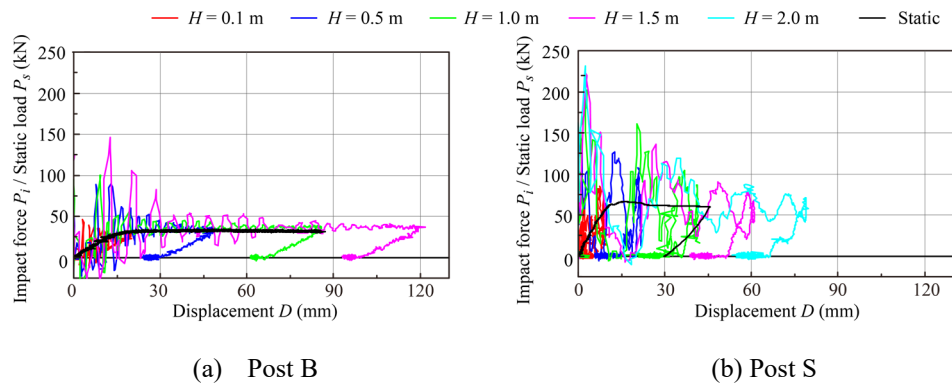 H = 0.1 m H = 0.5 m H = 1.0 m H = 1.5 m H = 2.0 m Static
Impact force Pi / Static load Ps (kN)
250
200
150
100
50
0
0 30 60 90 120
Displacement D (mm)
(a) Post B
Impact force Pi / Static load Ps (kN)
250
200
150
100
50
0
0 30 60 90 120
Displacement D (mm)
(b) Post S